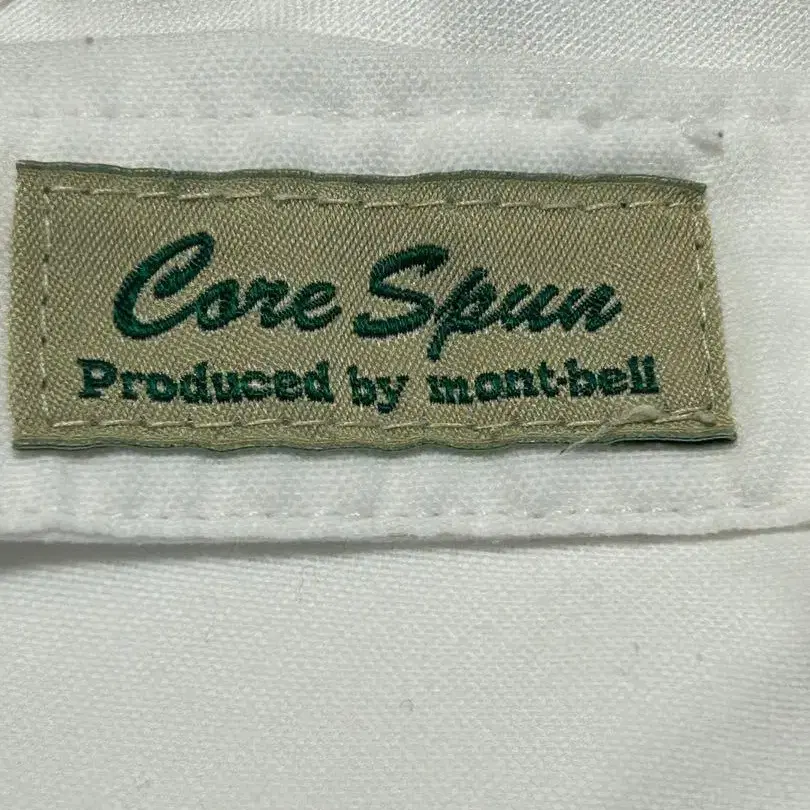 Core Spun
Produced by mont-bell